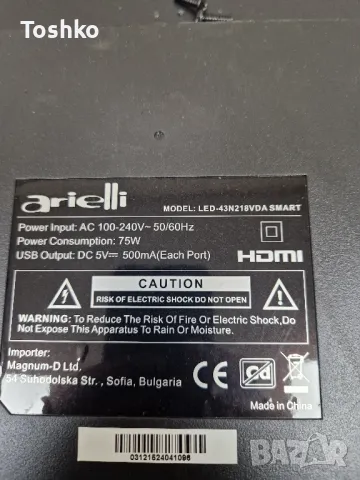 Toshko
arielli
MODEL: LED-43N218VDA SMART
Power Input: AC 100-240V~ 50/60Hz
Power Consumption: 75W
USB Output: DC 5V⎓ 500mA(Each Port)
HDMI
CAUTION
RISK OF ELECTRIC SHOCK DO NOT OPEN
WARNING: To Reduce The Risk Of Fire Or Electric Shock,Do
Not Expose This Apparatus To Rain Or Moisture.
Importer:
Magnum-D Ltd.
54 Suhodolska Str. , Sofia, Bulgaria
CE
Made in China
03121824041096
BAZAR